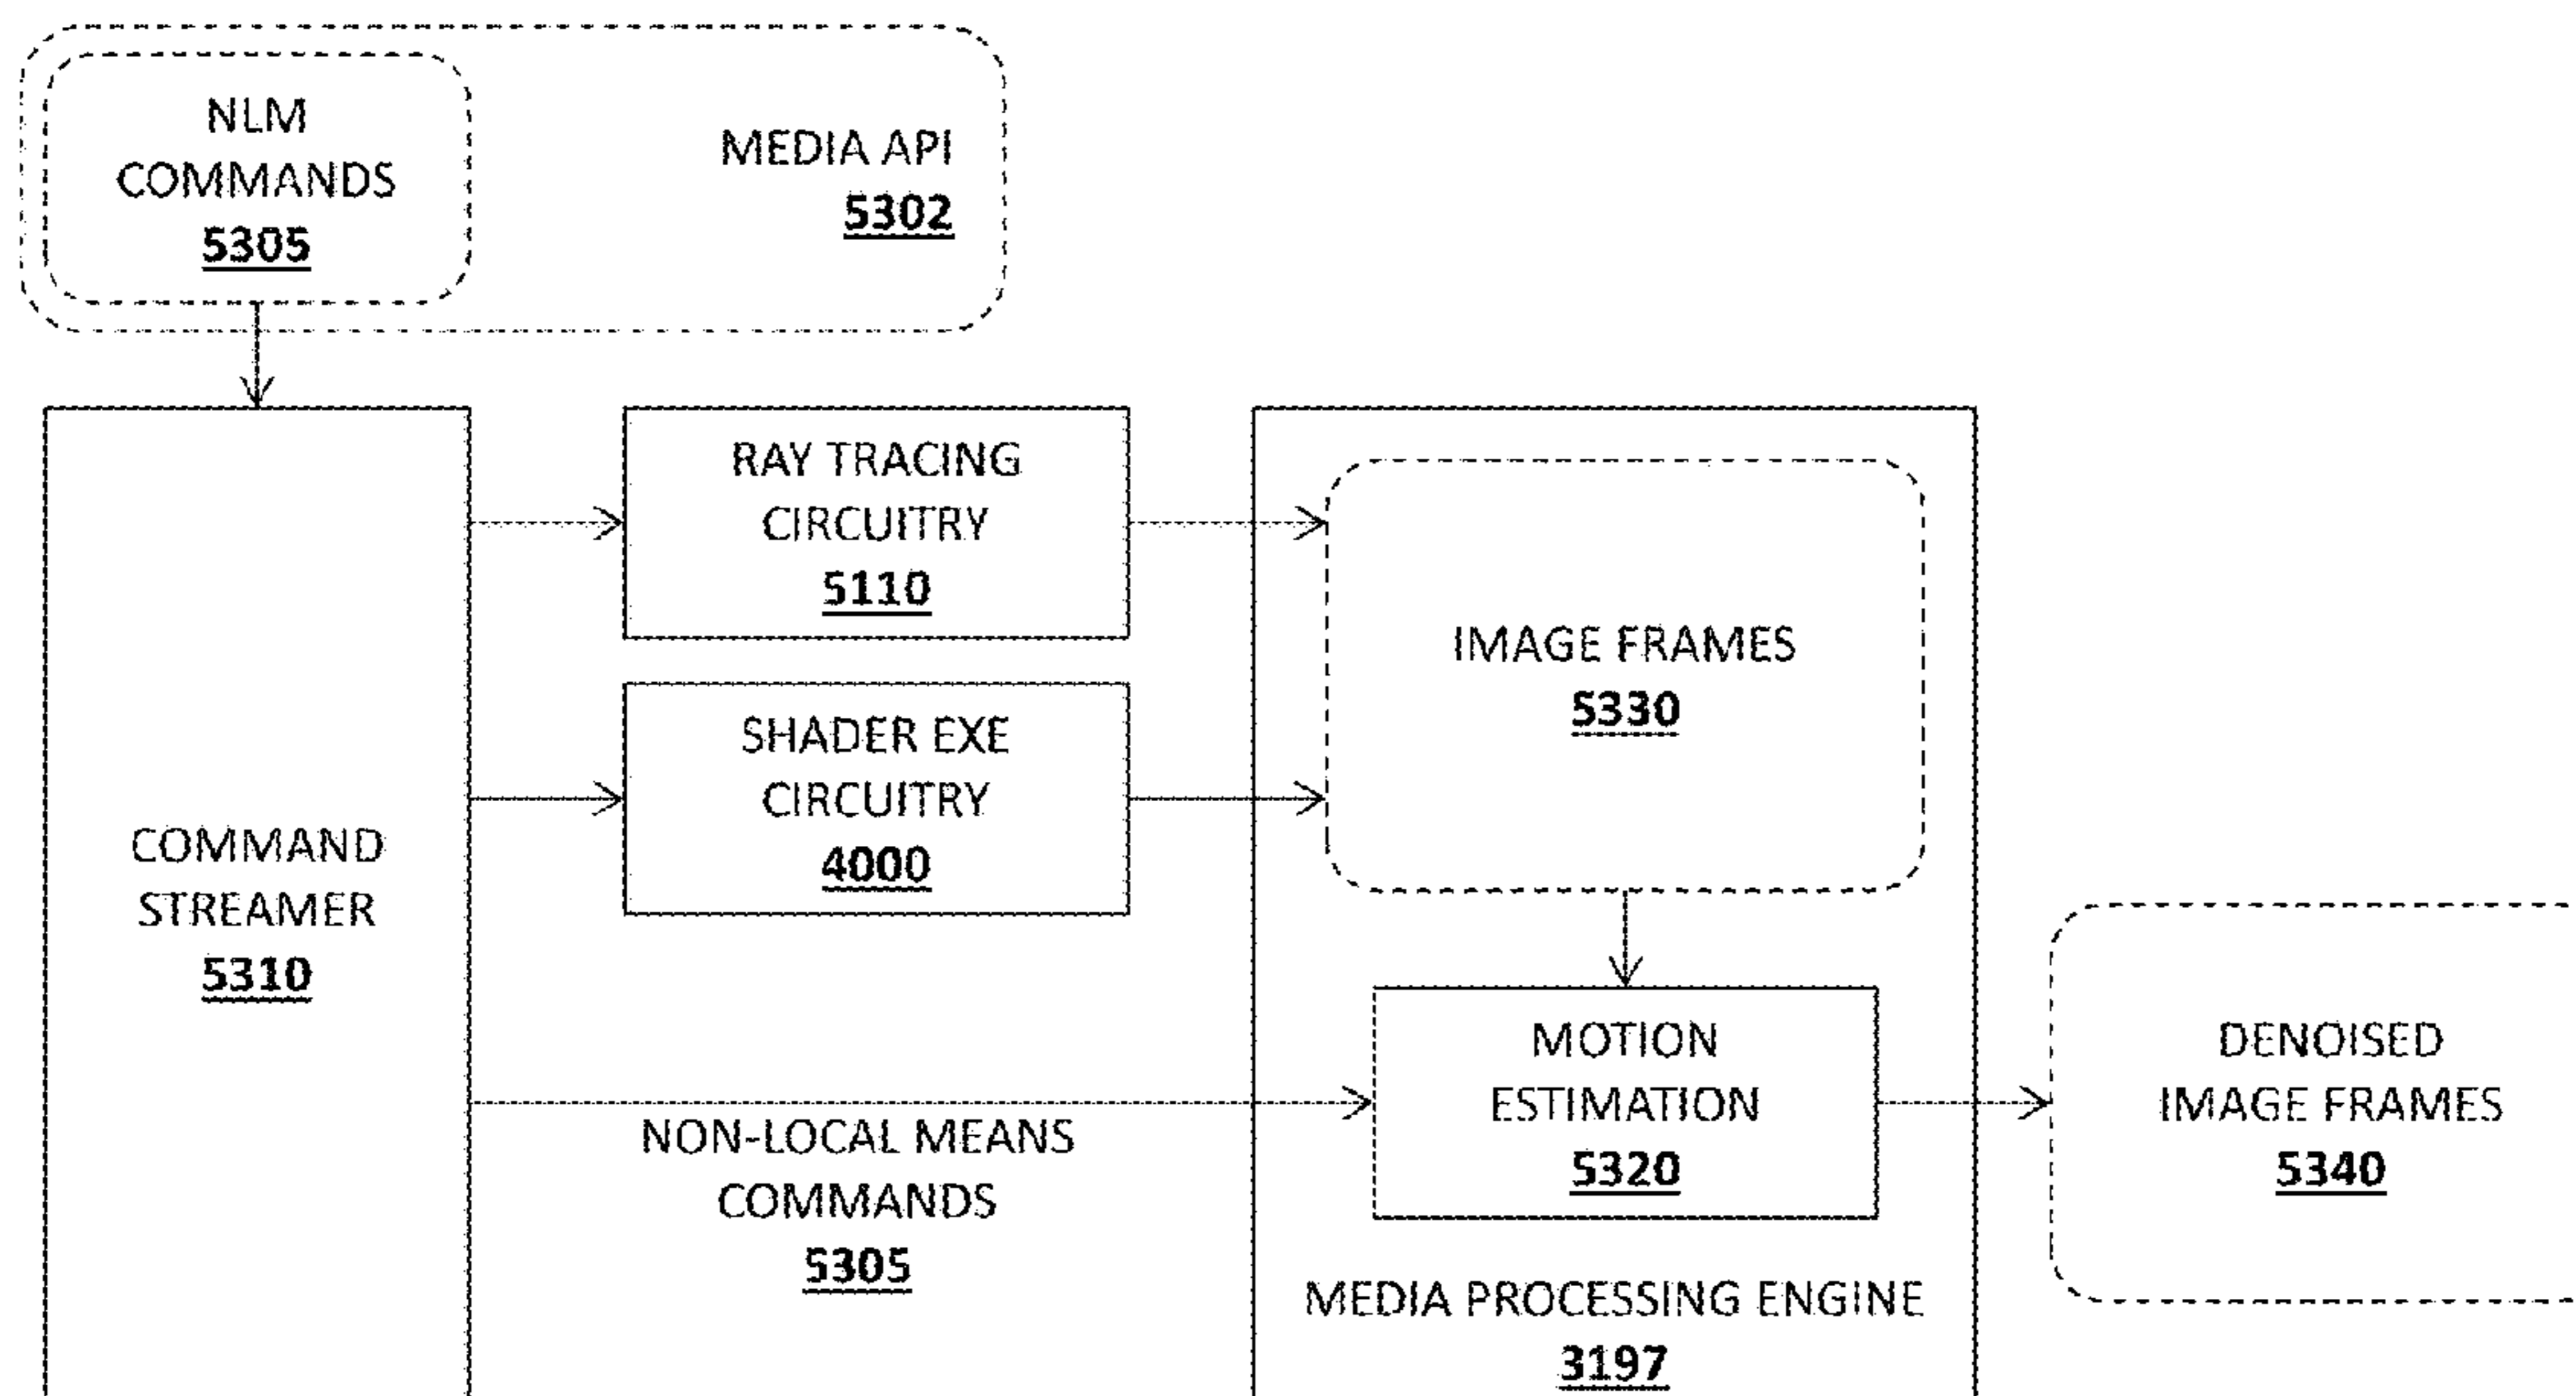 NLM
COMMANDS
5305
MEDIA API
5302
RAY TRACING
CIRCUITRY
5110
SHADER EXE
CIRCUITRY
4000
COMMAND
STREAMER
5310
IMAGE FRAMES
5330
MOTION
ESTIMATION
5320
NON-LOCAL MEANS
COMMANDS
5305
MEDIA PROCESSING ENGINE
3197
DENOISED
IMAGE FRAMES
5340